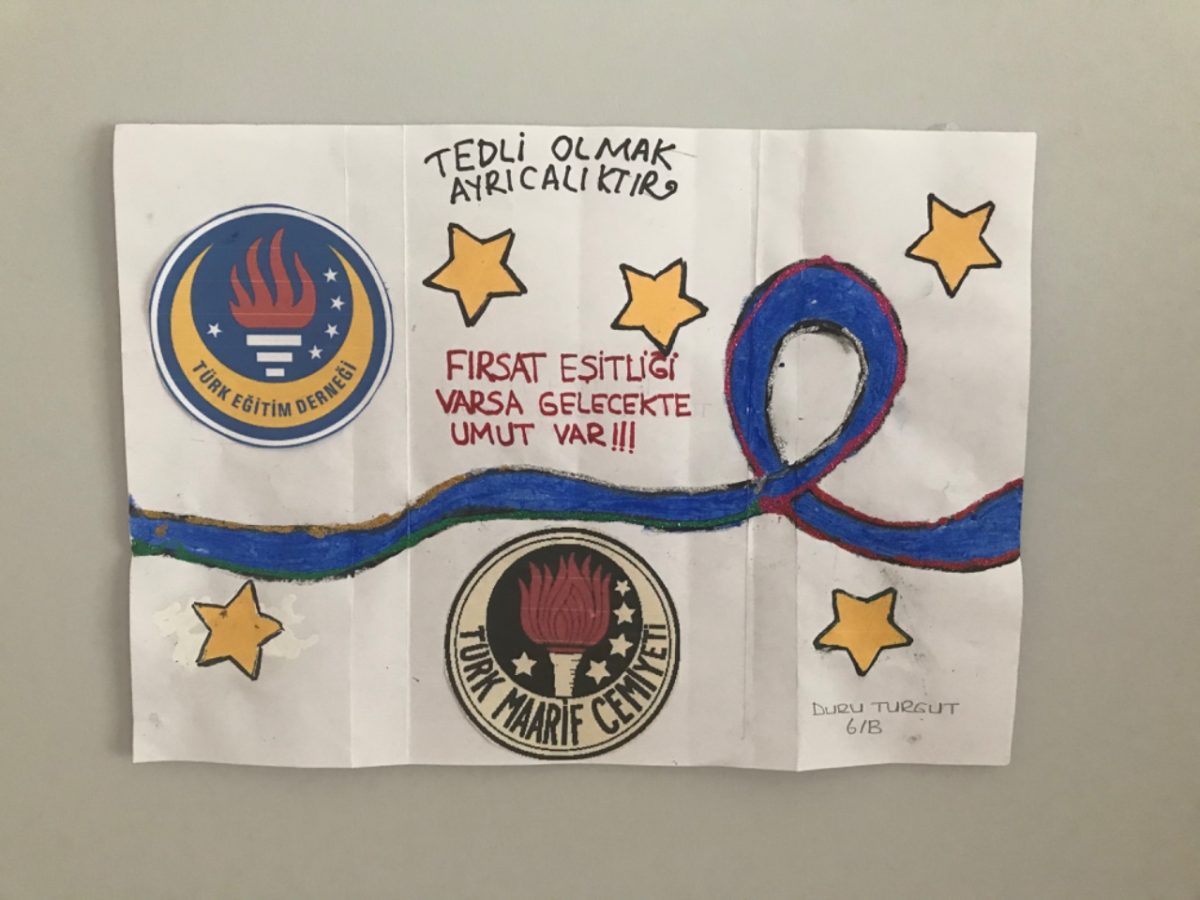 TEDLİ OLMAK
AYRICALIKTIR
TÜRK EĞİTİM DERNEĞİ
FIRSAT EŞİTLİĞİ
VARSA GELECEKTE
UMUT VAR!!!
TÜRK MAARİF CEMİYETİ
DURU TURGUT
6/B